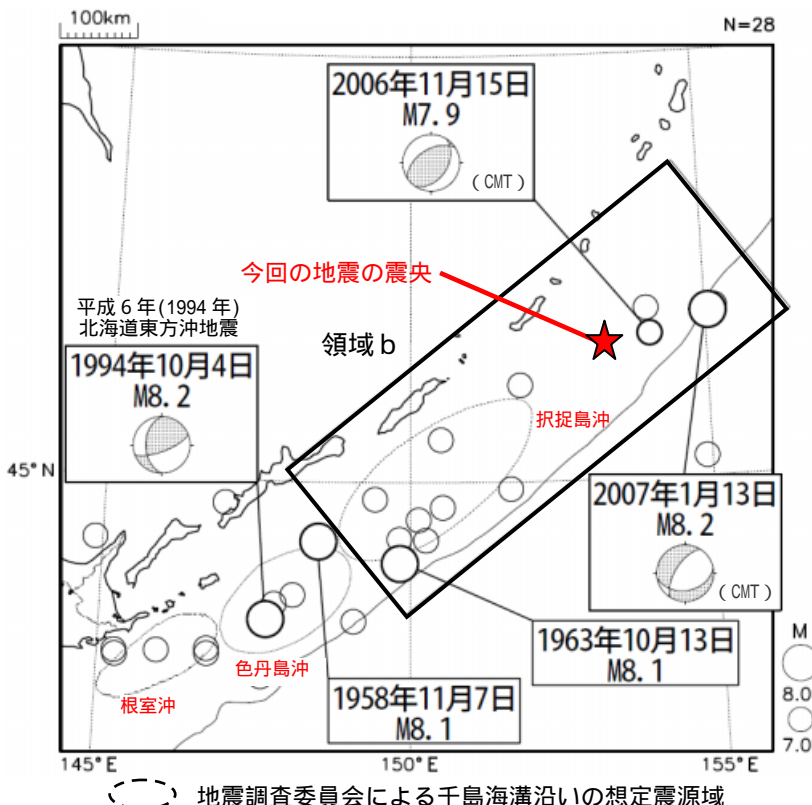 100km
N=28
2006年11月15日
M7.9
(CMT)
今回の地震の震央
平成6年(1994年)
北海道東方沖地震
領域b
1994年10月4日
M8.2
択捉島沖
45°N
2007年1月13日
M8.2
(CMT)
1963年10月13日
M8.1
色丹島沖
根室沖
1958年11月7日
M8.1
M
8.0
7.0
145°E
150°E
155°E
地震調査委員会による千島海溝沿いの想定震源域